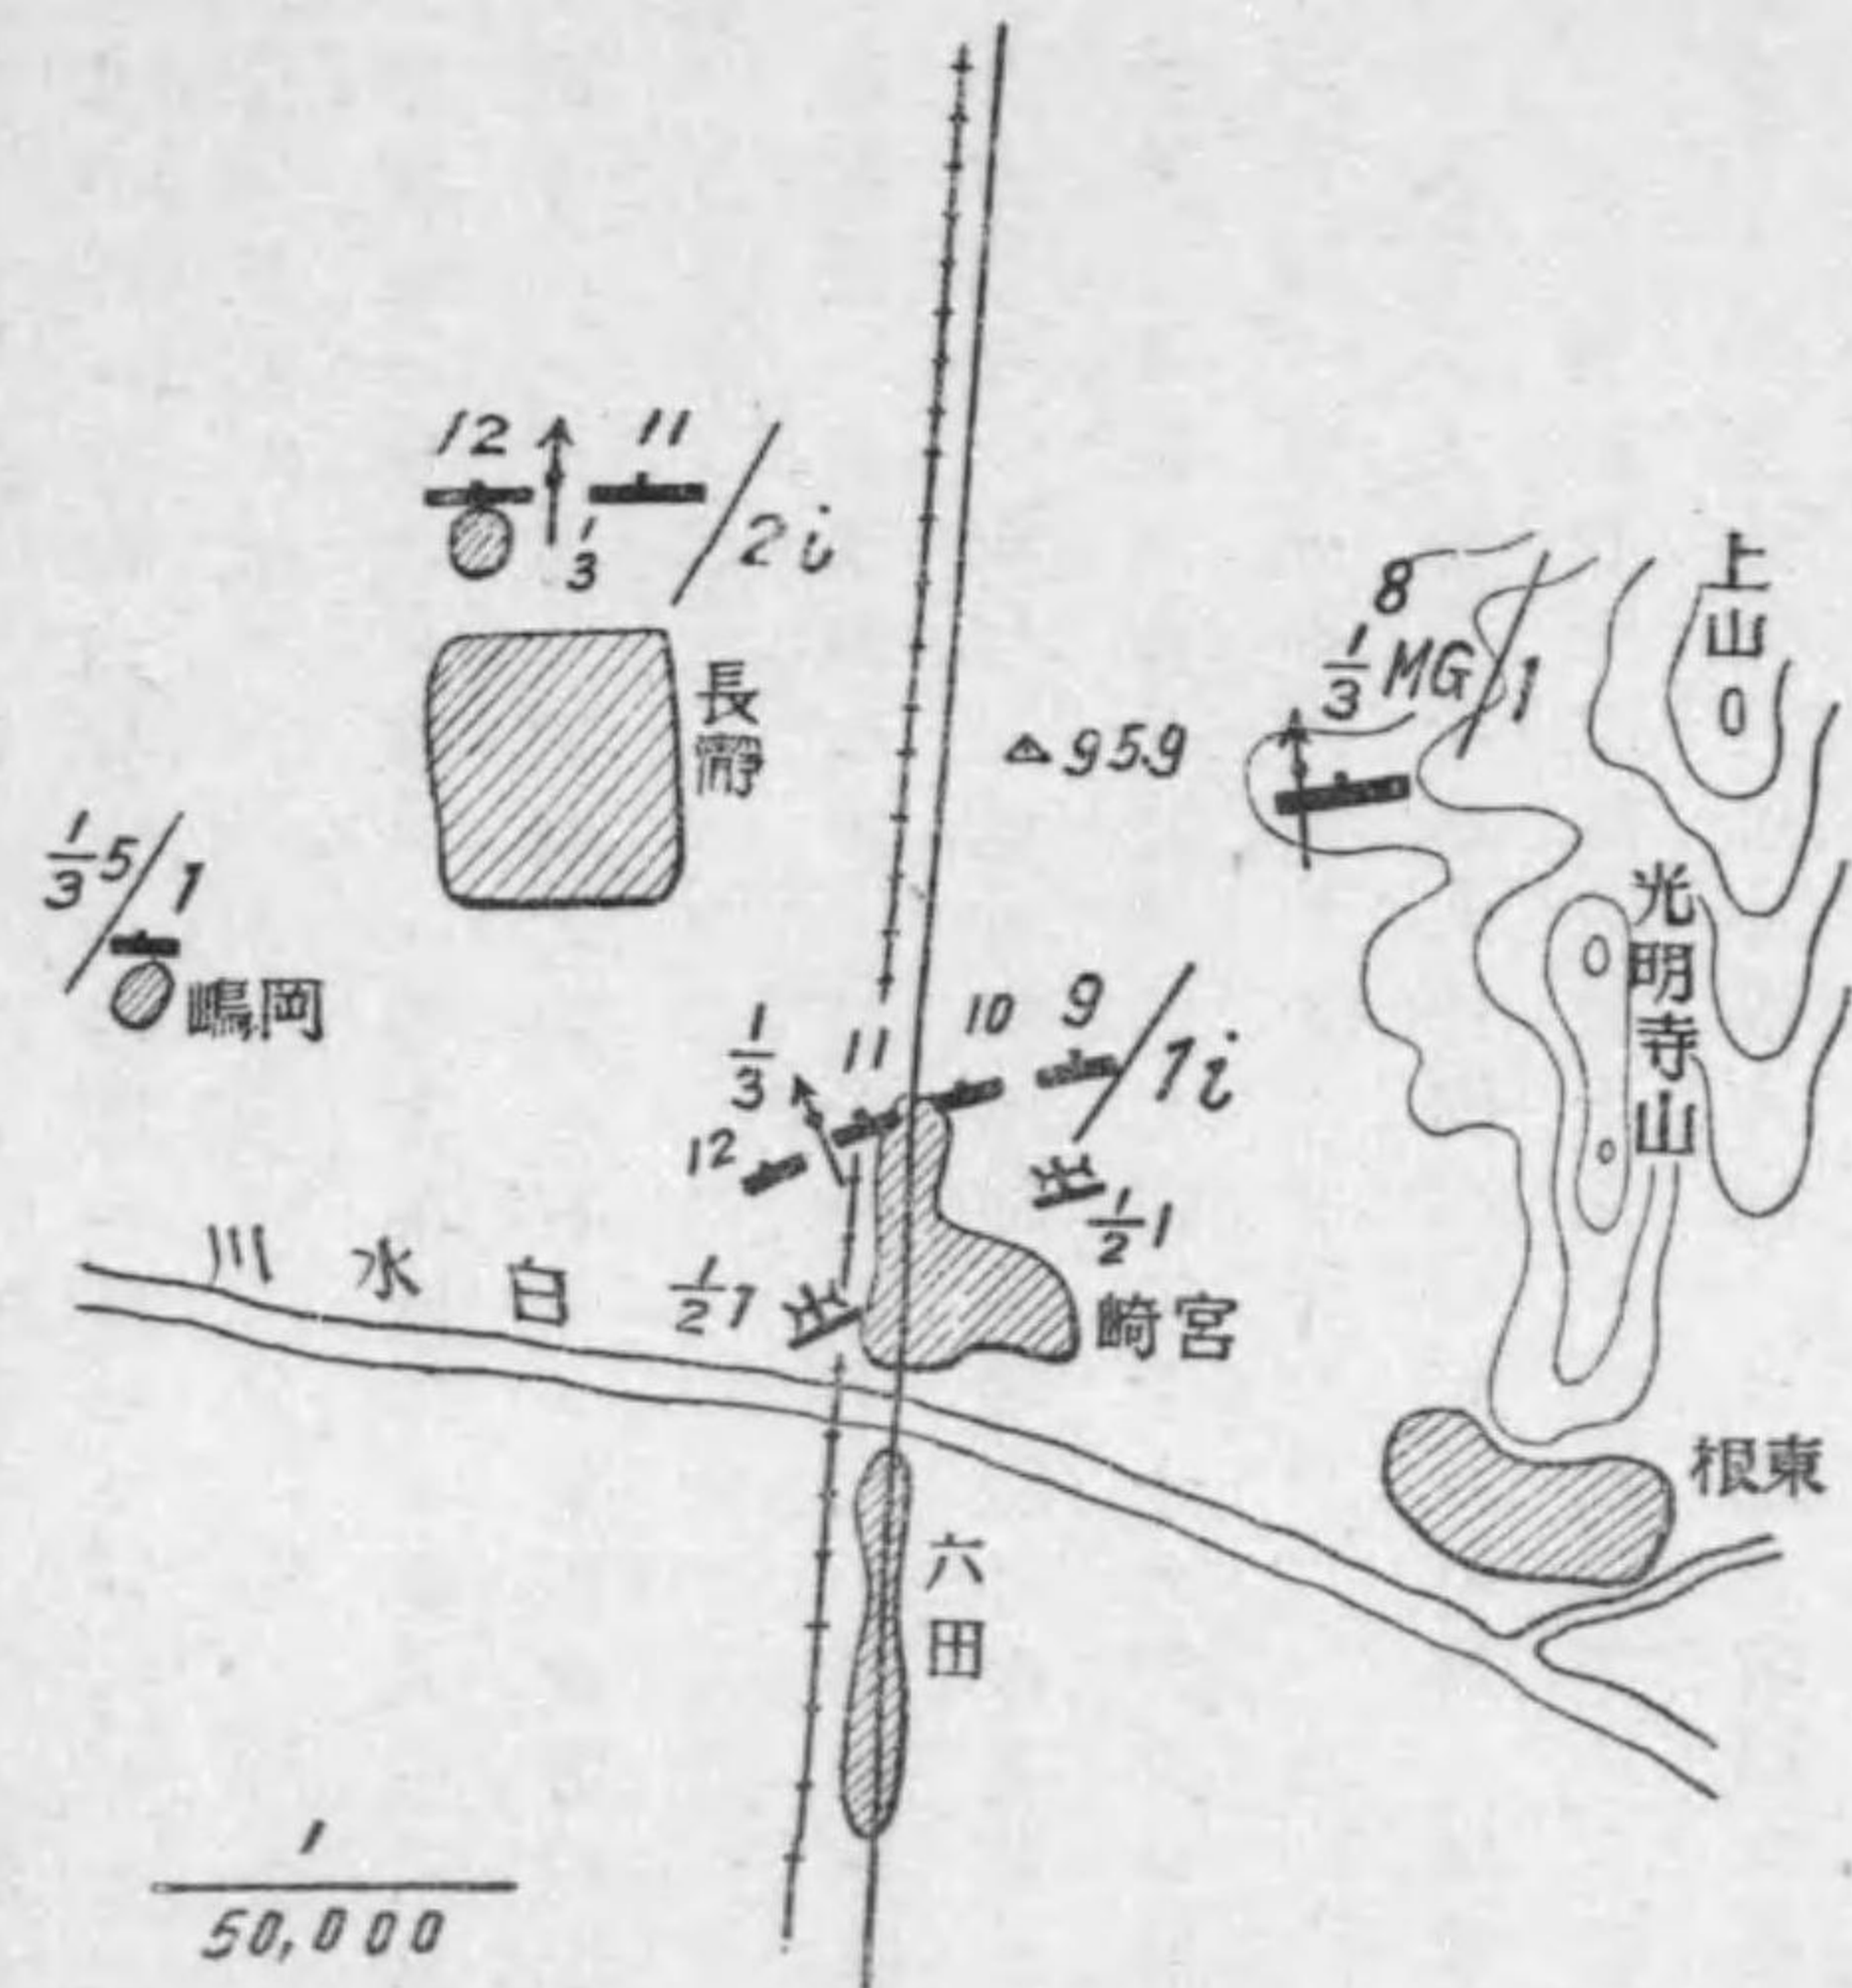 12 11
1/3
2i
8
1/3 MG/1
上山
長瀞
△95.9
1/3 5/1
嶋岡
光明寺山
1/3 11 10 9
12
1i
1/2 1
川水白
1/2 1
崎宮
根東
六田
1/50,000